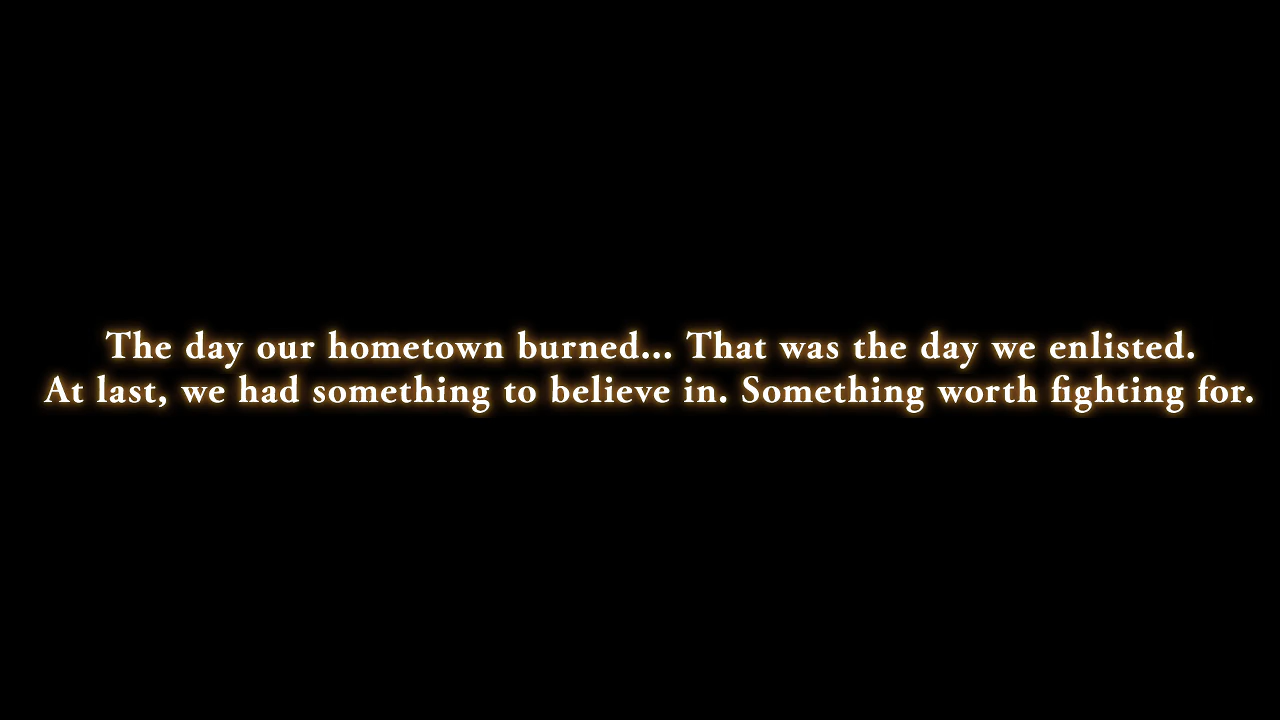 The day our hometown burned... That was the day we enlisted.
At last, we had something to believe in. Something worth fighting for.